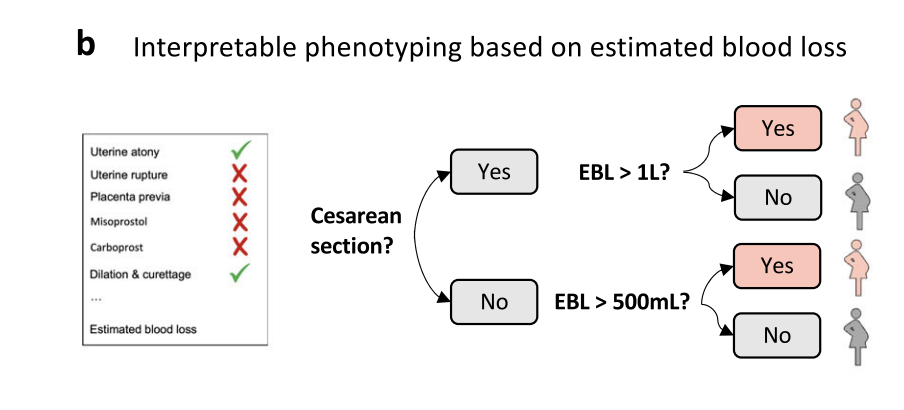 b Interpretable phenotyping based on estimated blood loss
Uterine atony
Uterine rupture
Placenta previa
Misoprostol
Carboprost
Dilation & curettage
...
Estimated blood loss
Cesarean
section?
Yes
No
EBL > 1L?
Yes
No
EBL > 500mL?
Yes
No